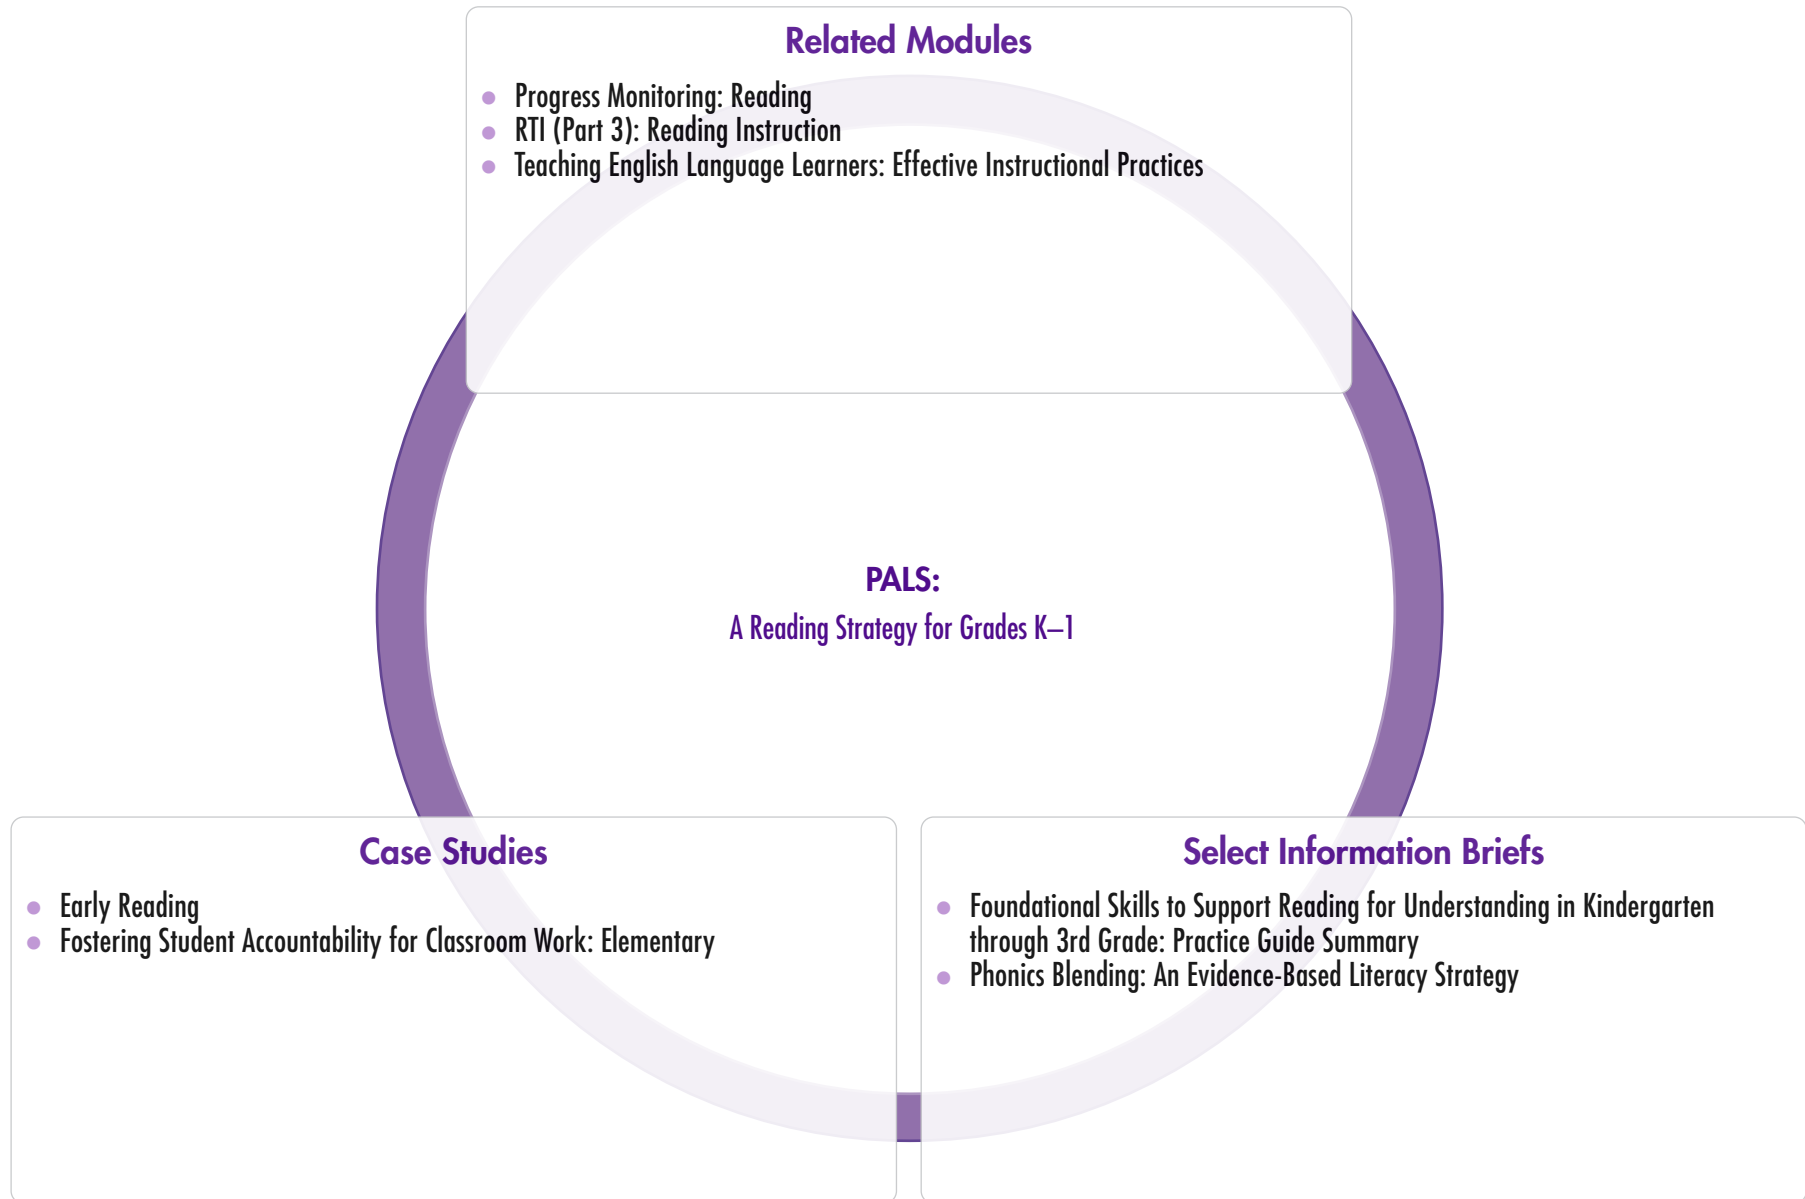 Related Modules
Progress Monitoring: Reading
RTI (Part 3): Reading Instruction
Teaching English Language Learners: Effective Instructional Practices
PALS:
A Reading Strategy for Grades K–1
Case Studies
Early Reading
Fostering Student Accountability for Classroom Work: Elementary
Select Information Briefs
Foundational Skills to Support Reading for Understanding in Kindergarten
through 3rd Grade: Practice Guide Summary
Phonics Blending: An Evidence-Based Literacy Strategy